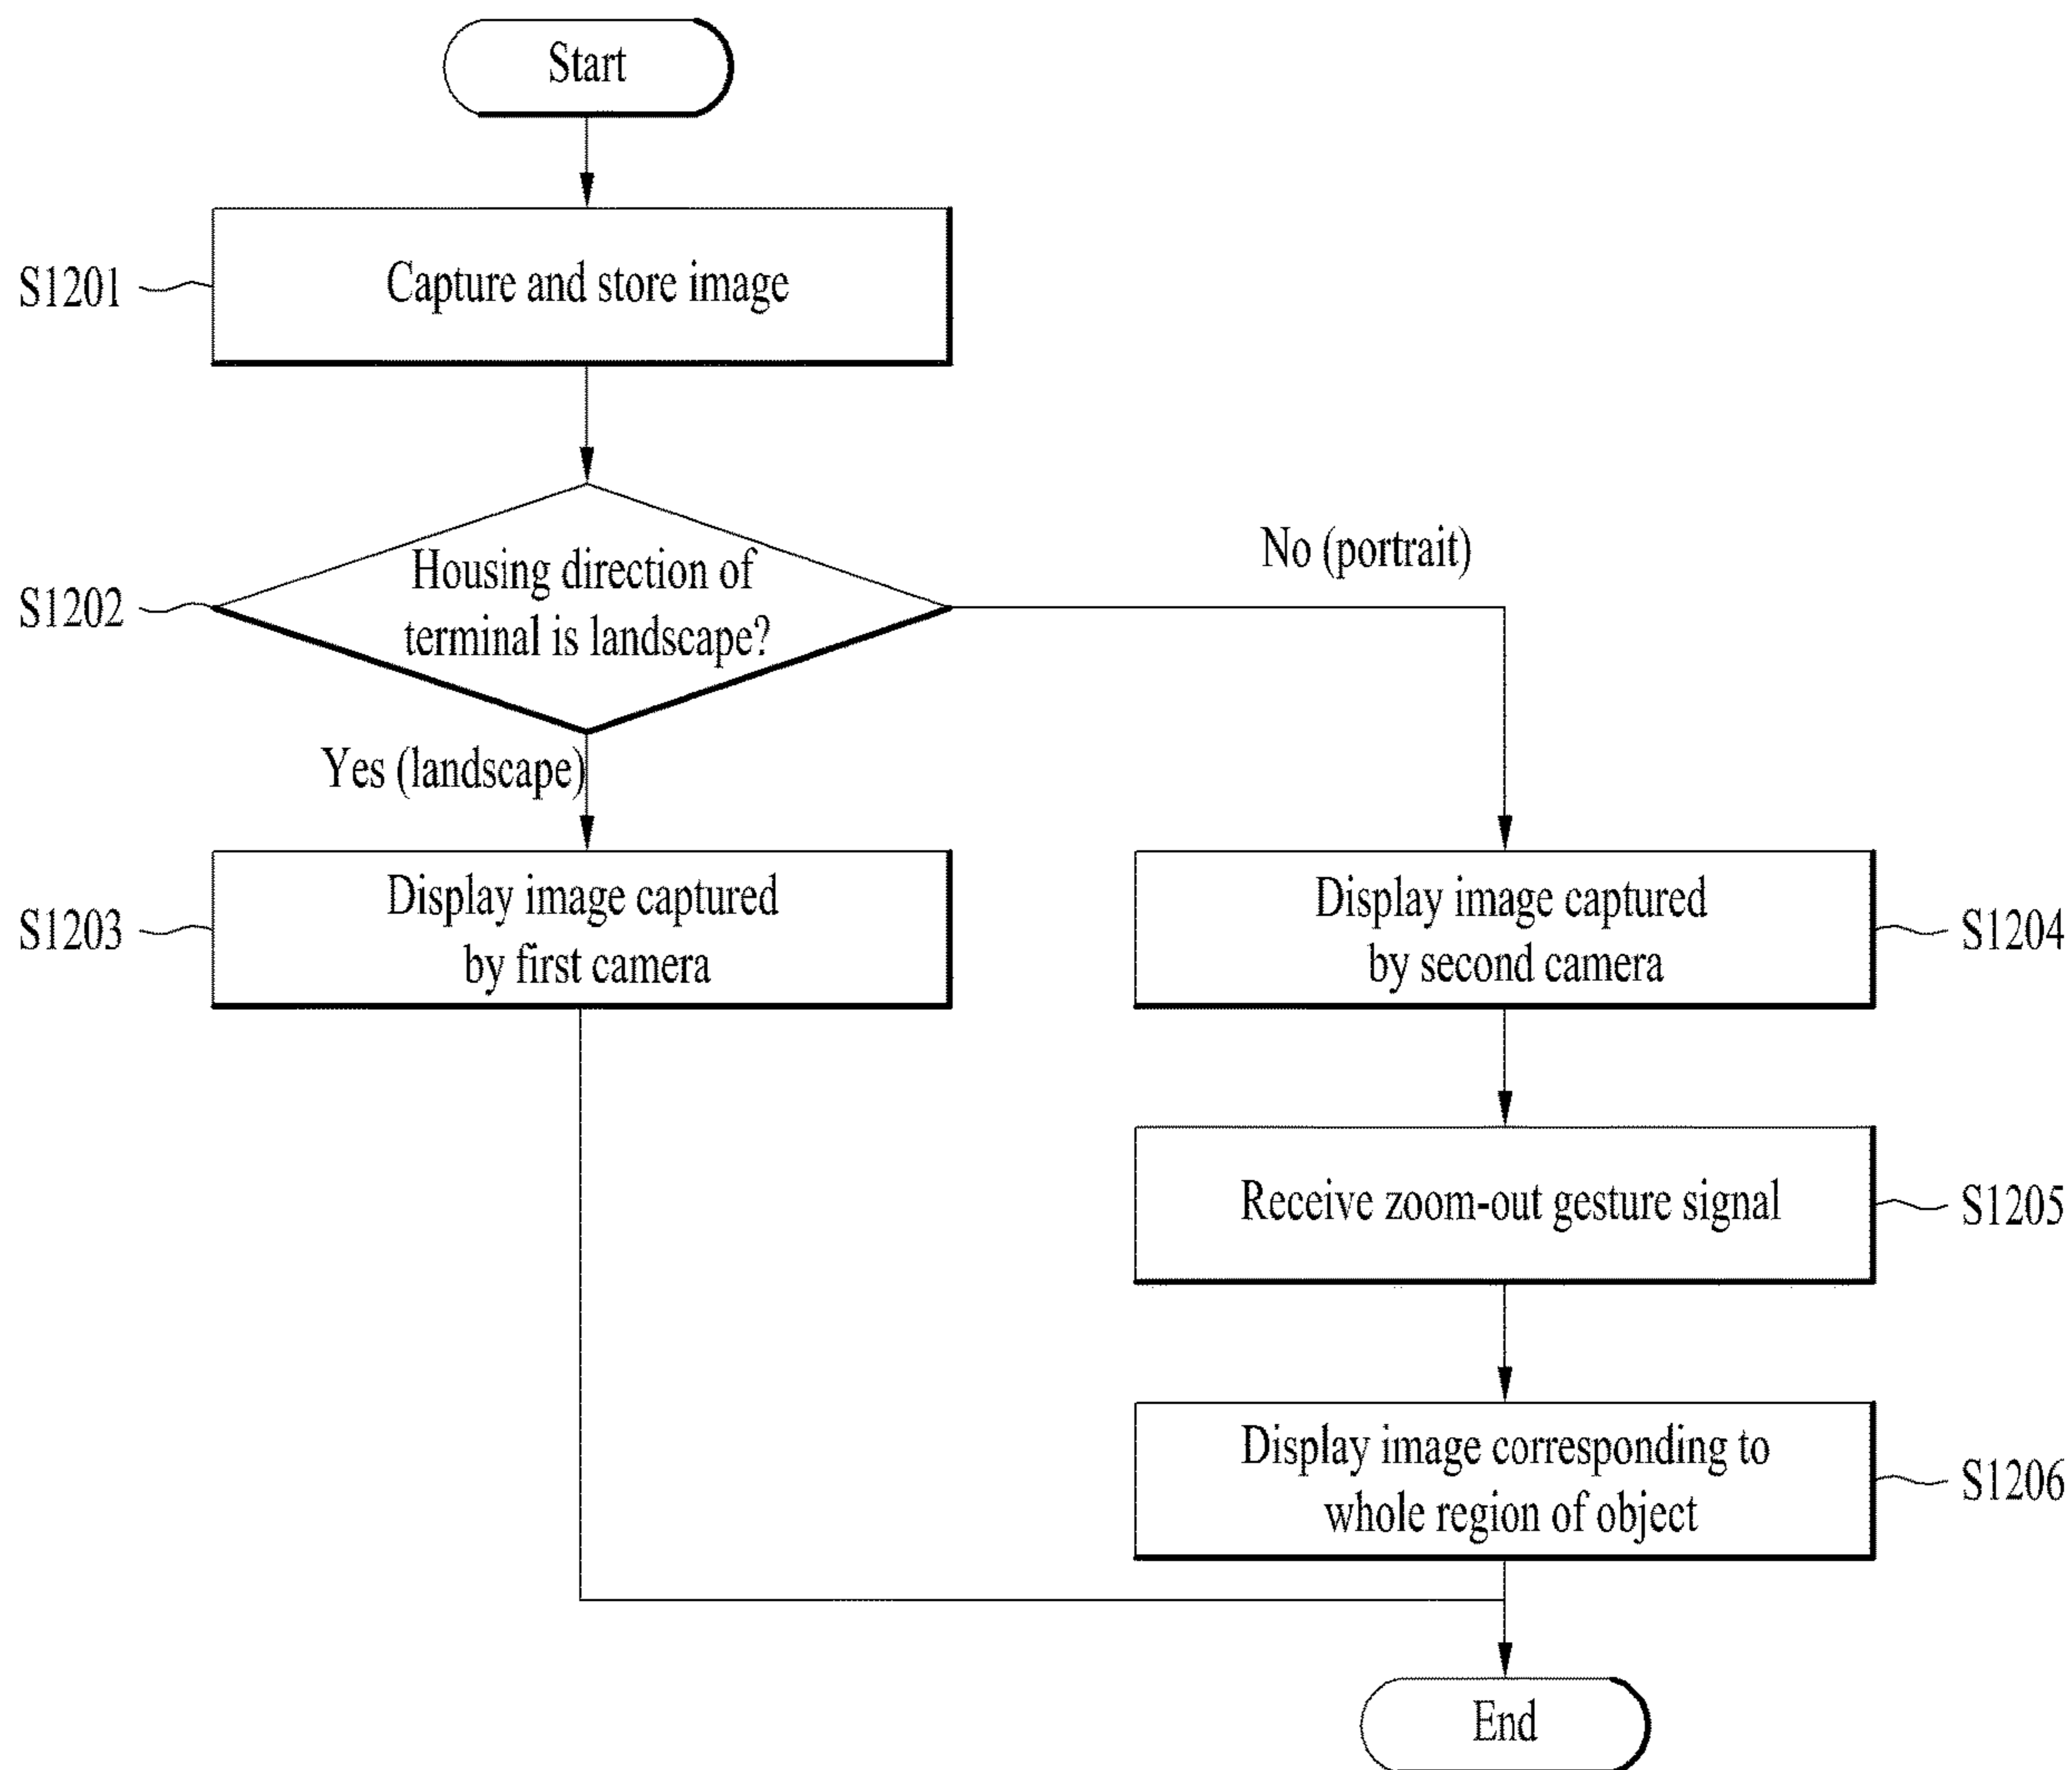 Start
S1201
Capture and store image
S1202
Housing direction of
terminal is landscape?
No (portrait)
Yes (landscape)
S1203
Display image captured
by first camera
Display image captured
by second camera
S1204
Receive zoom-out gesture signal
S1205
Display image corresponding to
whole region of object
S1206
End